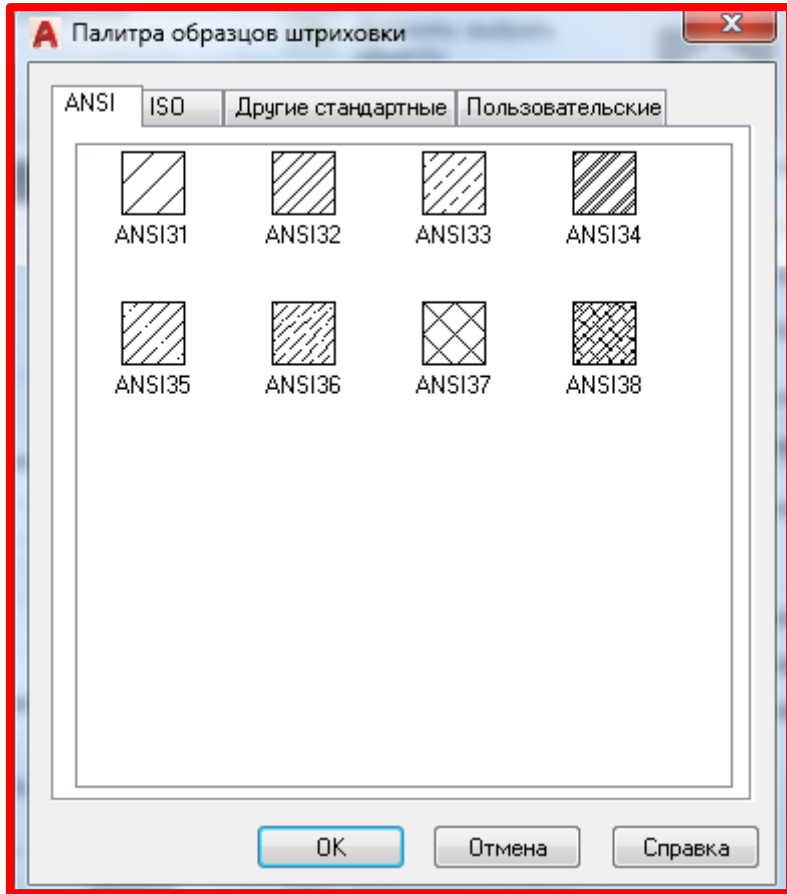 Палитра образцов штриховки
ANSI ISO Другие стандартные Пользовательские
ANSI31 ANSI32 ANSI33 ANSI34
ANSI35 ANSI36 ANSI37 ANSI38
OK Отмена Справка